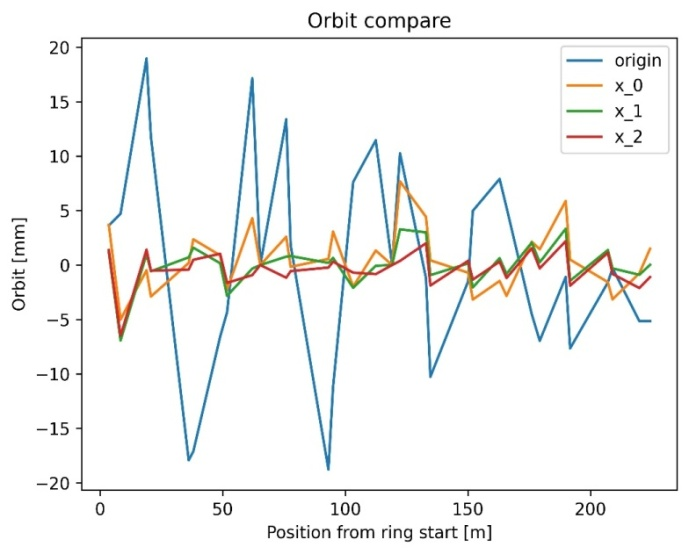 Orbit compare
origin
x_0
x_1
x_2
20
15
10
5
0
−5
−10
−15
−20
Orbit [mm]
0 50 100 150 200
Position from ring start [m]